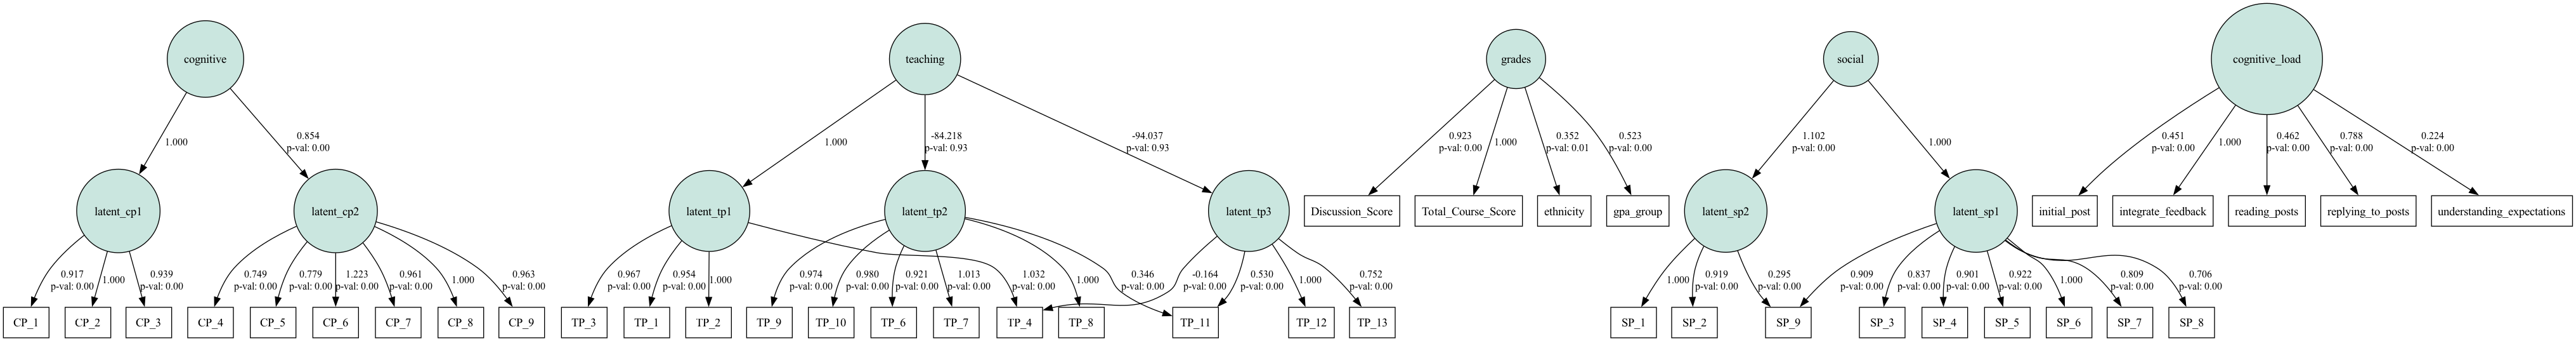 cognitive
teaching
grades
social
cognitive_load
1.000
0.854
p-val: 0.00
1.000
-84.218
p-val: 0.93
-94.037
p-val: 0.93
0.923
p-val: 0.00
1.000
0.352
p-val: 0.01
0.523
p-val: 0.00
1.102
p-val: 0.00
1.000
0.451
p-val: 0.00
1.000
0.462
p-val: 0.00
0.788
p-val: 0.00
0.224
p-val: 0.00
latent_cp1
latent_cp2
latent_tp1
latent_tp2
latent_tp3
Discussion_Score
Total_Course_Score
ethnicity
gpa_group
latent_sp2
latent_sp1
initial_post
integrate_feedback
reading_posts
replying_to_posts
understanding_expectations
0.917
p-val: 0.00
1.000
0.939
p-val: 0.00
0.749
p-val: 0.00
0.779
p-val: 0.00
1.223
p-val: 0.00
0.961
p-val: 0.00
1.000
0.963
p-val: 0.00
0.967
p-val: 0.00
0.954
p-val: 0.00
1.000
0.974
p-val: 0.00
0.980
p-val: 0.00
0.921
p-val: 0.00
1.013
p-val: 0.00
1.032
p-val: 0.00
1.000
0.346
p-val: 0.00
-0.164
p-val: 0.00
0.530
p-val: 0.00
1.000
0.752
p-val: 0.00
1.000
0.919
p-val: 0.00
0.295
p-val: 0.00
0.909
p-val: 0.00
0.837
p-val: 0.00
0.901
p-val: 0.00
0.922
p-val: 0.00
1.000
0.809
p-val: 0.00
0.706
p-val: 0.00
CP_1
CP_2
CP_3
CP_4
CP_5
CP_6
CP_7
CP_8
CP_9
TP_3
TP_1
TP_2
TP_9
TP_10
TP_6
TP_7
TP_4
TP_8
TP_11
TP_12
TP_13
SP_1
SP_2
SP_9
SP_3
SP_4
SP_5
SP_6
SP_7
SP_8